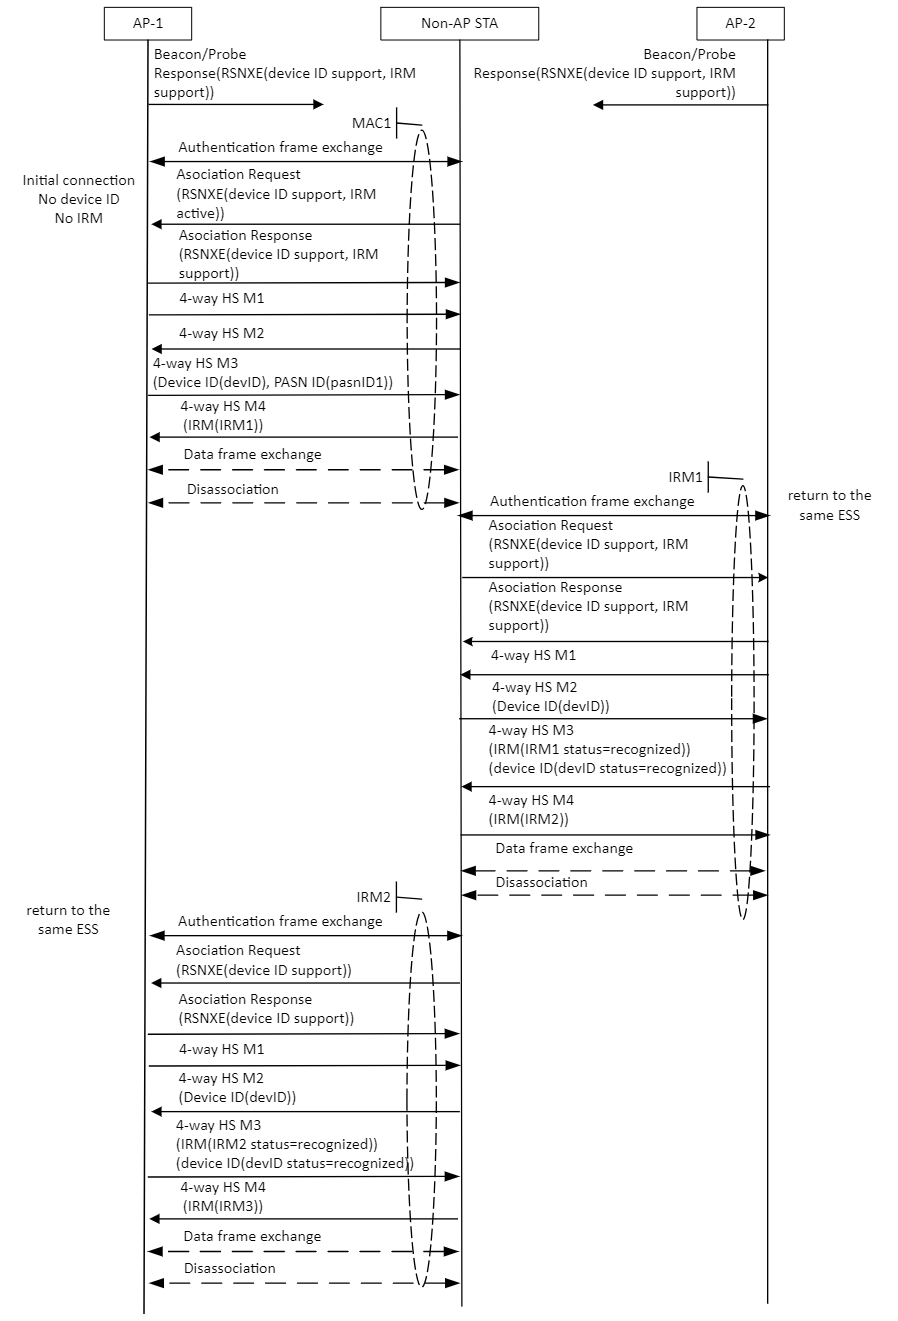 AP-1
Non-AP STA
AP-2
Beacon/Probe
Response(RSNXE(device ID support, IRM
support))
Beacon/Probe
Response(RSNXE(device ID support, IRM
support))
MAC1
Authentication frame exchange
Initial connection
No device ID
No IRM
Asociation Request
(RSNXE(device ID support, IRM
active))
Asociation Response
(RSNXE(device ID support, IRM
support))
4-way HS M1
4-way HS M2
4-way HS M3
(Device ID(devID), PASN ID(pasnID1))
4-way HS M4
(IRM(IRM1))
Data frame exchange
Disassociation
IRM1
return to the
same ESS
Authentication frame exchange
Asociation Request
(RSNXE(device ID support, IRM
support))
Asociation Response
(RSNXE(device ID support, IRM
support))
4-way HS M1
4-way HS M2
(Device ID(devID))
4-way HS M3
(IRM(IRM1 status=recognized))
(device ID(devID status=recognized))
4-way HS M4
(IRM(IRM2))
Data frame exchange
Disassociation
IRM2
return to the
same ESS
Authentication frame exchange
Asociation Request
(RSNXE(device ID support))
Asociation Response
(RSNXE(device ID support))
4-way HS M1
4-way HS M2
(Device ID(devID))
4-way HS M3
(IRM(IRM2 status=recognized))
(device ID(devID status=recognized))
4-way HS M4
(IRM(IRM3))
Data frame exchange
Disassociation